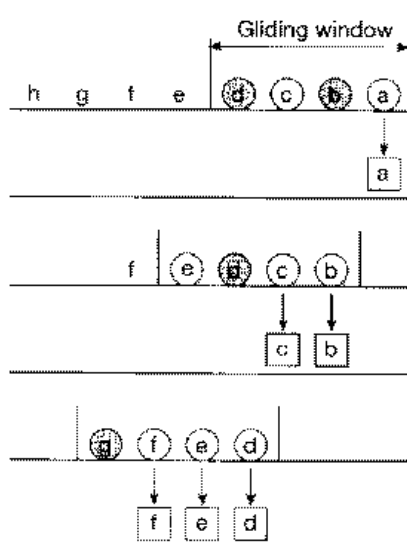 Gliding window
h g f e d c b a
a
f e d c b
c b
g f e d
f e d